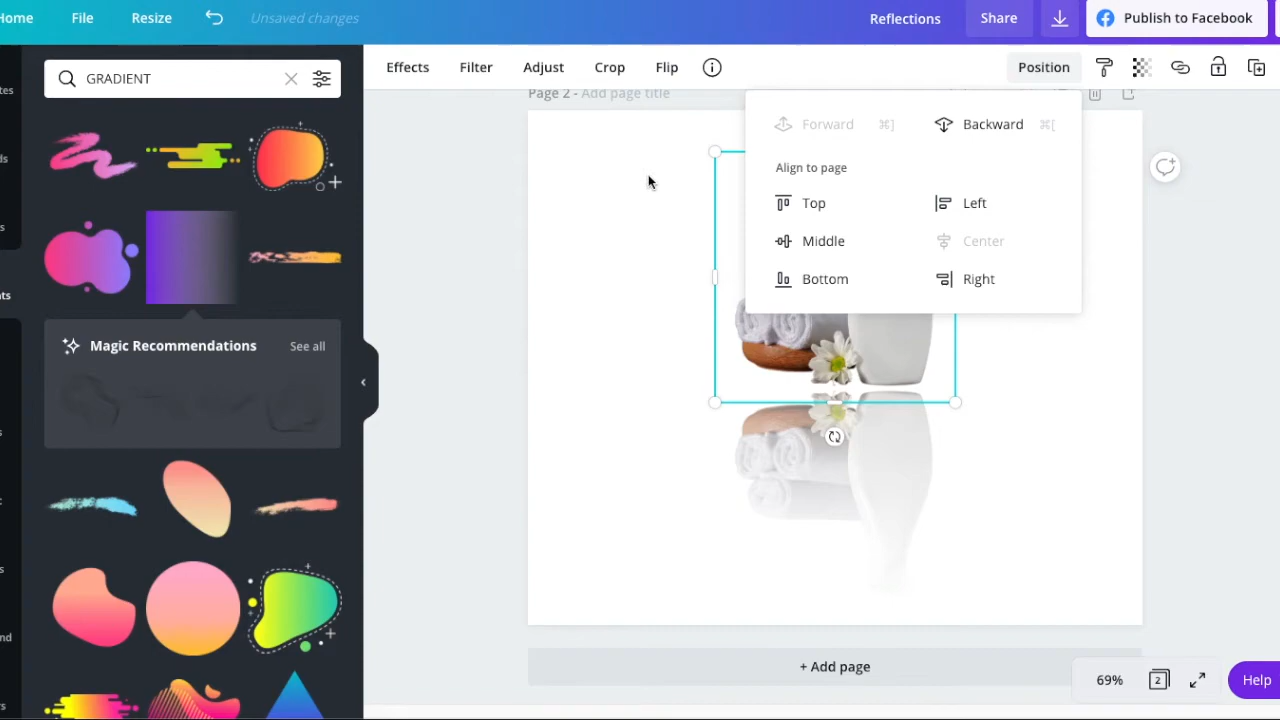 Home File Resize Unsaved changes Reflections Share Publish to Facebook
GRADIENT
Effects Filter Adjust Crop Flip Position
Page 2 - Add page title
Forward ⌘] Backward ⌘[
Align to page
Top Left
Middle Center
Bottom Right
Magic Recommendations See all
+ Add page
69% 2 Help